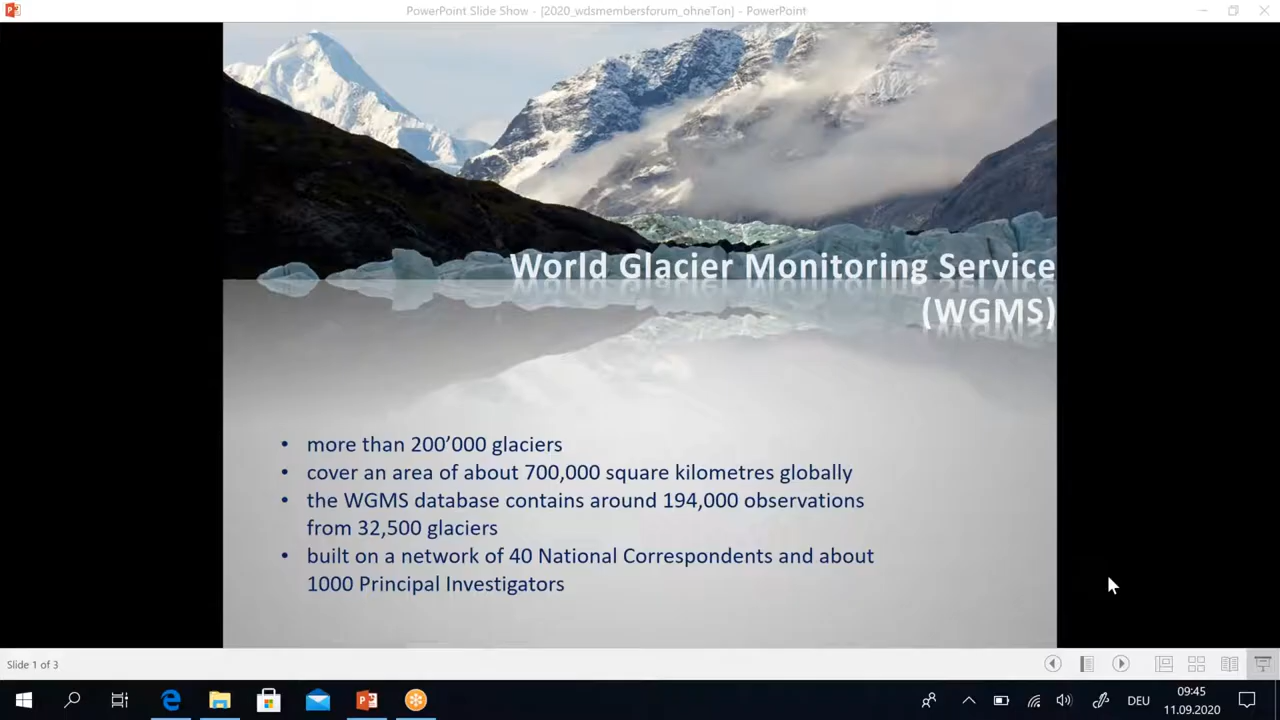 PowerPoint Slide Show - [2020_wdsmembersforum_ohneTon] - PowerPoint
World Glacier Monitoring Service
(WGMS)
• more than 200’000 glaciers
• cover an area of about 700,000 square kilometres globally
• the WGMS database contains around 194,000 observations
from 32,500 glaciers
• built on a network of 40 National Correspondents and about
1000 Principal Investigators
Slide 1 of 3
DEU
09:45
11.09.2020